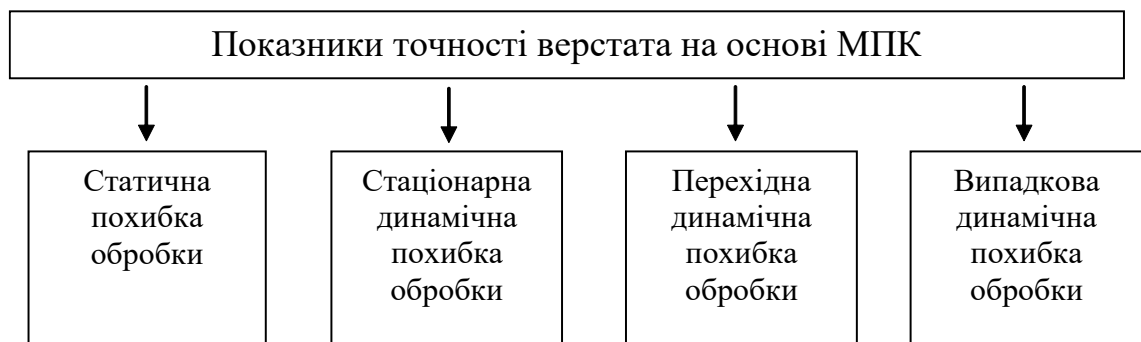 Показники точності верстата на основі МПК
Статична
похибка
обробки
Стаціонарна
динамічна
похибка
обробки
Перехідна
динамічна
похибка
обробки
Випадкова
динамічна
похибка
обробки